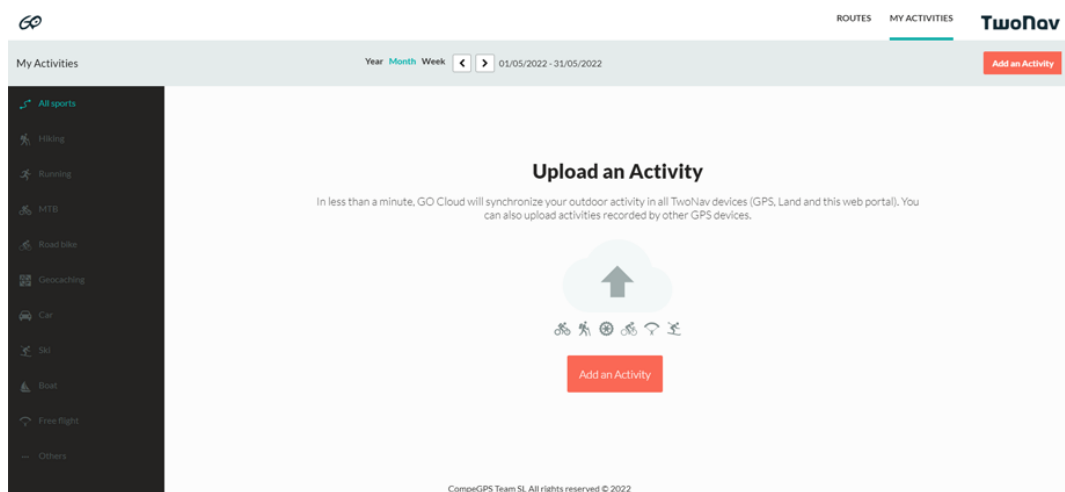 GO
ROUTES MY ACTIVITIES TwoNav
My Activities Year Month Week 01/05/2022 - 31/05/2022 Add an Activity
All sports
Hiking
Running
MTB
Road bike
Geocaching
Car
Ski
Boat
Free flight
Others
Upload an Activity
In less than a minute, GO Cloud will synchronize your outdoor activity in all TwoNav devices (GPS, Land and this web portal). You
can also upload activities recorded by other GPS devices.
Add an Activity
CompeGPS Team SL All rights reserved © 2022